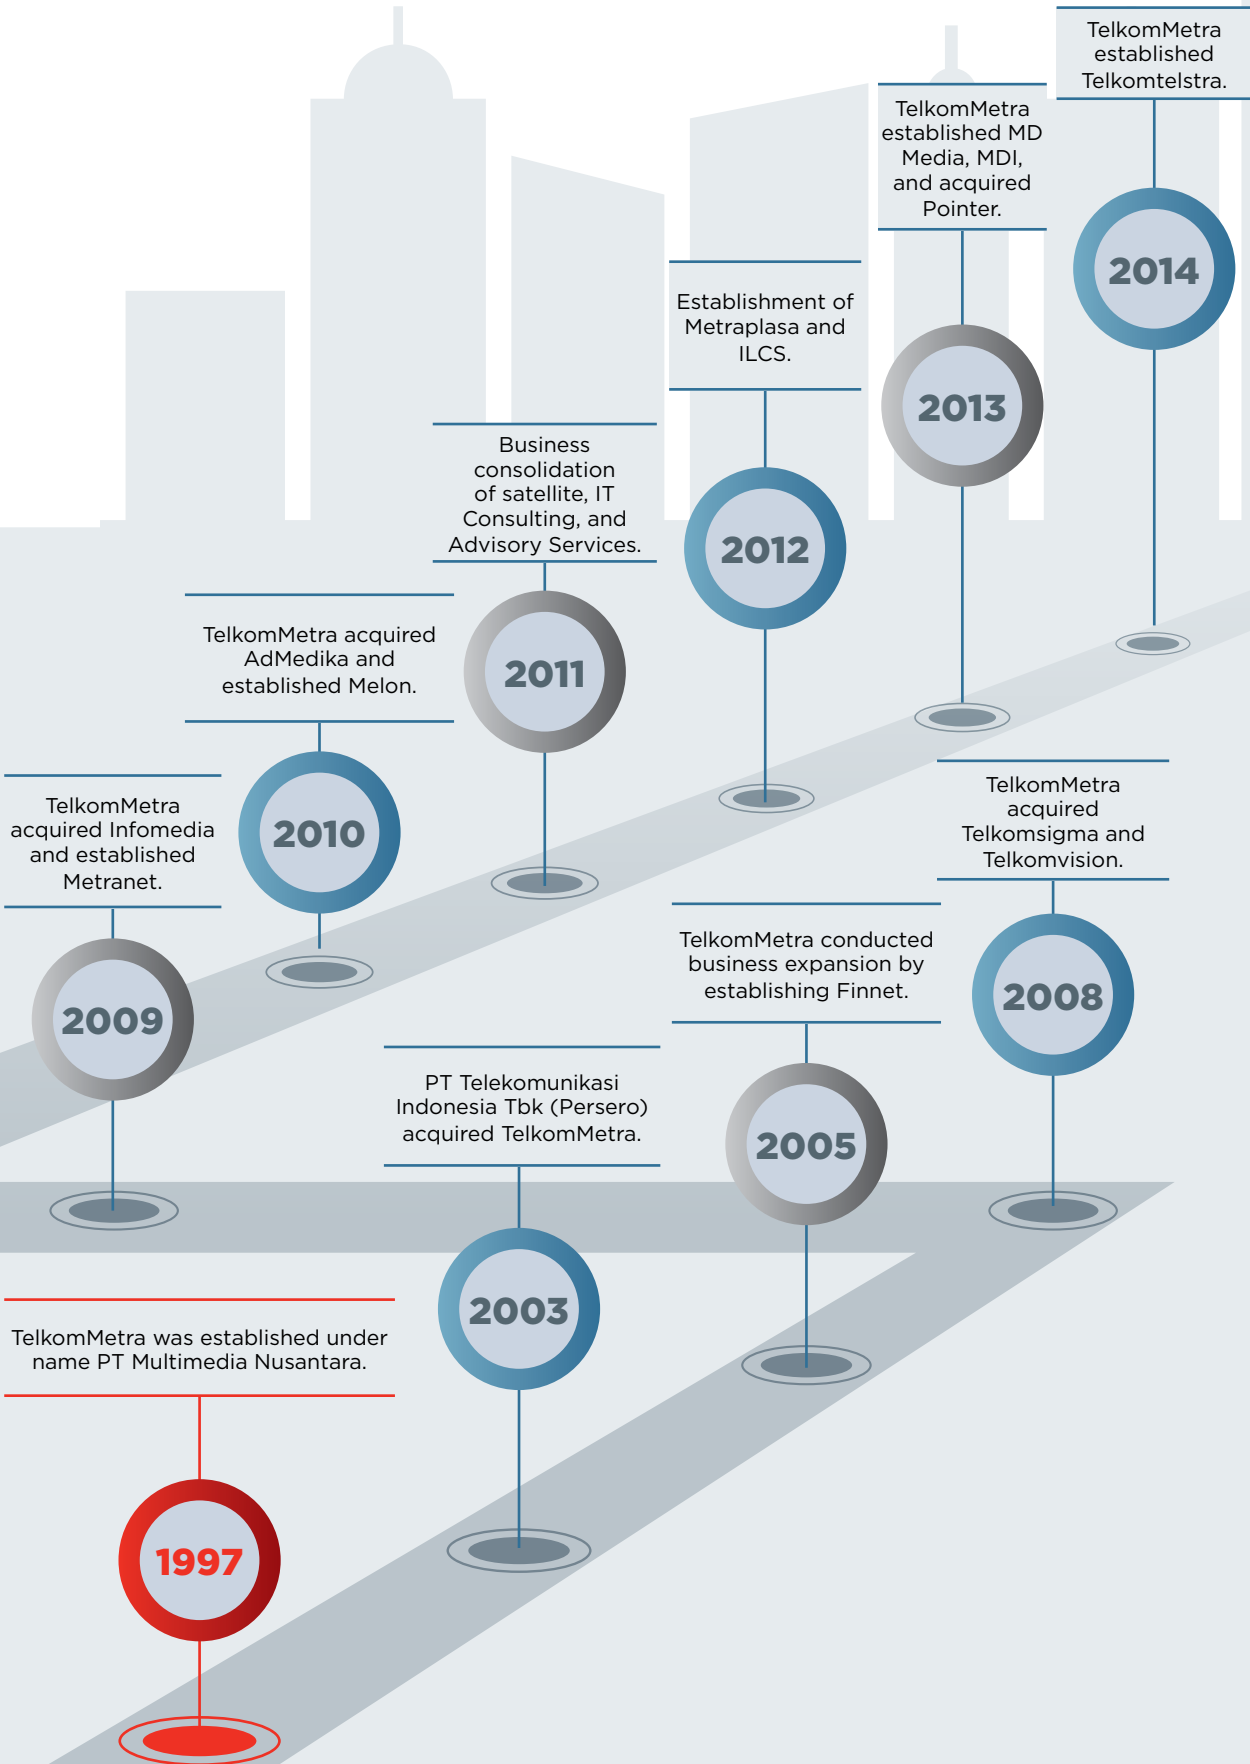 TelkomMetra
established
Telkomtelstra.
2014
TelkomMetra
established MD
Media, MDI,
and acquired
Pointer.
2013
Establishment of
Metraplasa and
ILCS.
2012
Business
consolidation
of satellite, IT
Consulting, and
Advisory Services.
2011
TelkomMetra acquired
AdMedika and
established Melon.
2010
TelkomMetra
acquired Infomedia
and established
Metranet.
2009
TelkomMetra
acquired
Telkomsigma and
Telkomvision.
2008
TelkomMetra conducted
business expansion by
establishing Finnet.
2005
PT Telekomunikasi
Indonesia Tbk (Persero)
acquired TelkomMetra.
2003
TelkomMetra was established under
name PT Multimedia Nusantara.
1997